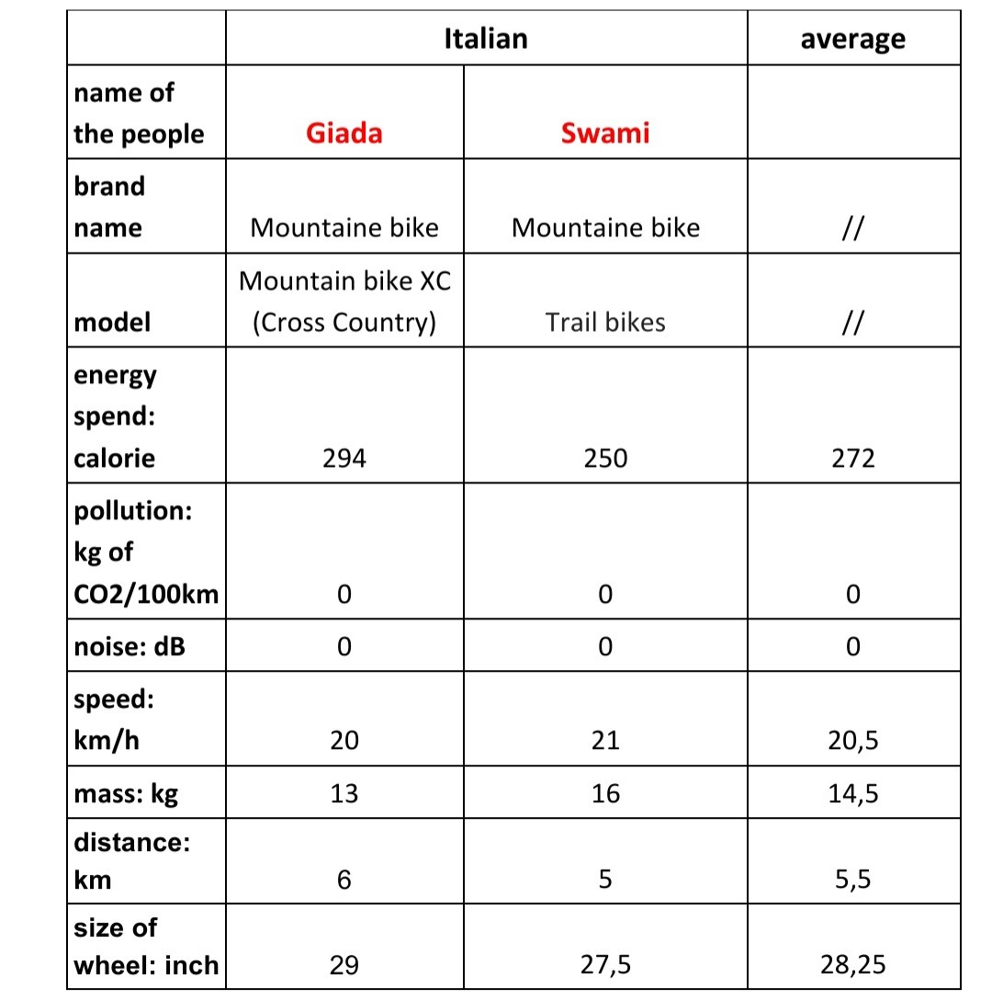 Italian average
name of
the people Giada Swami
brand
name Mountaine bike Mountaine bike //
Mountain bike XC
model (Cross Country) Trail bikes //
energy
spend:
calorie 294 250 272
pollution:
kg of
CO2/100km 0 0 0
noise: dB 0 0 0
speed:
km/h 20 21 20,5
mass: kg 13 16 14,5
distance:
km 6 5 5,5
size of
wheel: inch 29 27,5 28,25